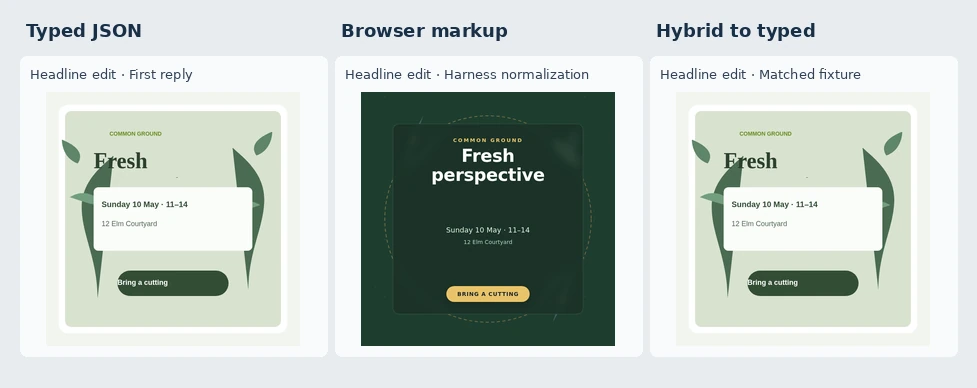 Typed JSON
Headline edit · First reply
COMMON GROUND
Fresh
Sunday 10 May · 11–14
12 Elm Courtyard
Bring a cutting
Browser markup
Headline edit · Harness normalization
COMMON GROUND
Fresh
perspective
Sunday 10 May · 11–14
12 Elm Courtyard
BRING A CUTTING
Hybrid to typed
Headline edit · Matched fixture
COMMON GROUND
Fresh
Sunday 10 May · 11–14
12 Elm Courtyard
Bring a cutting